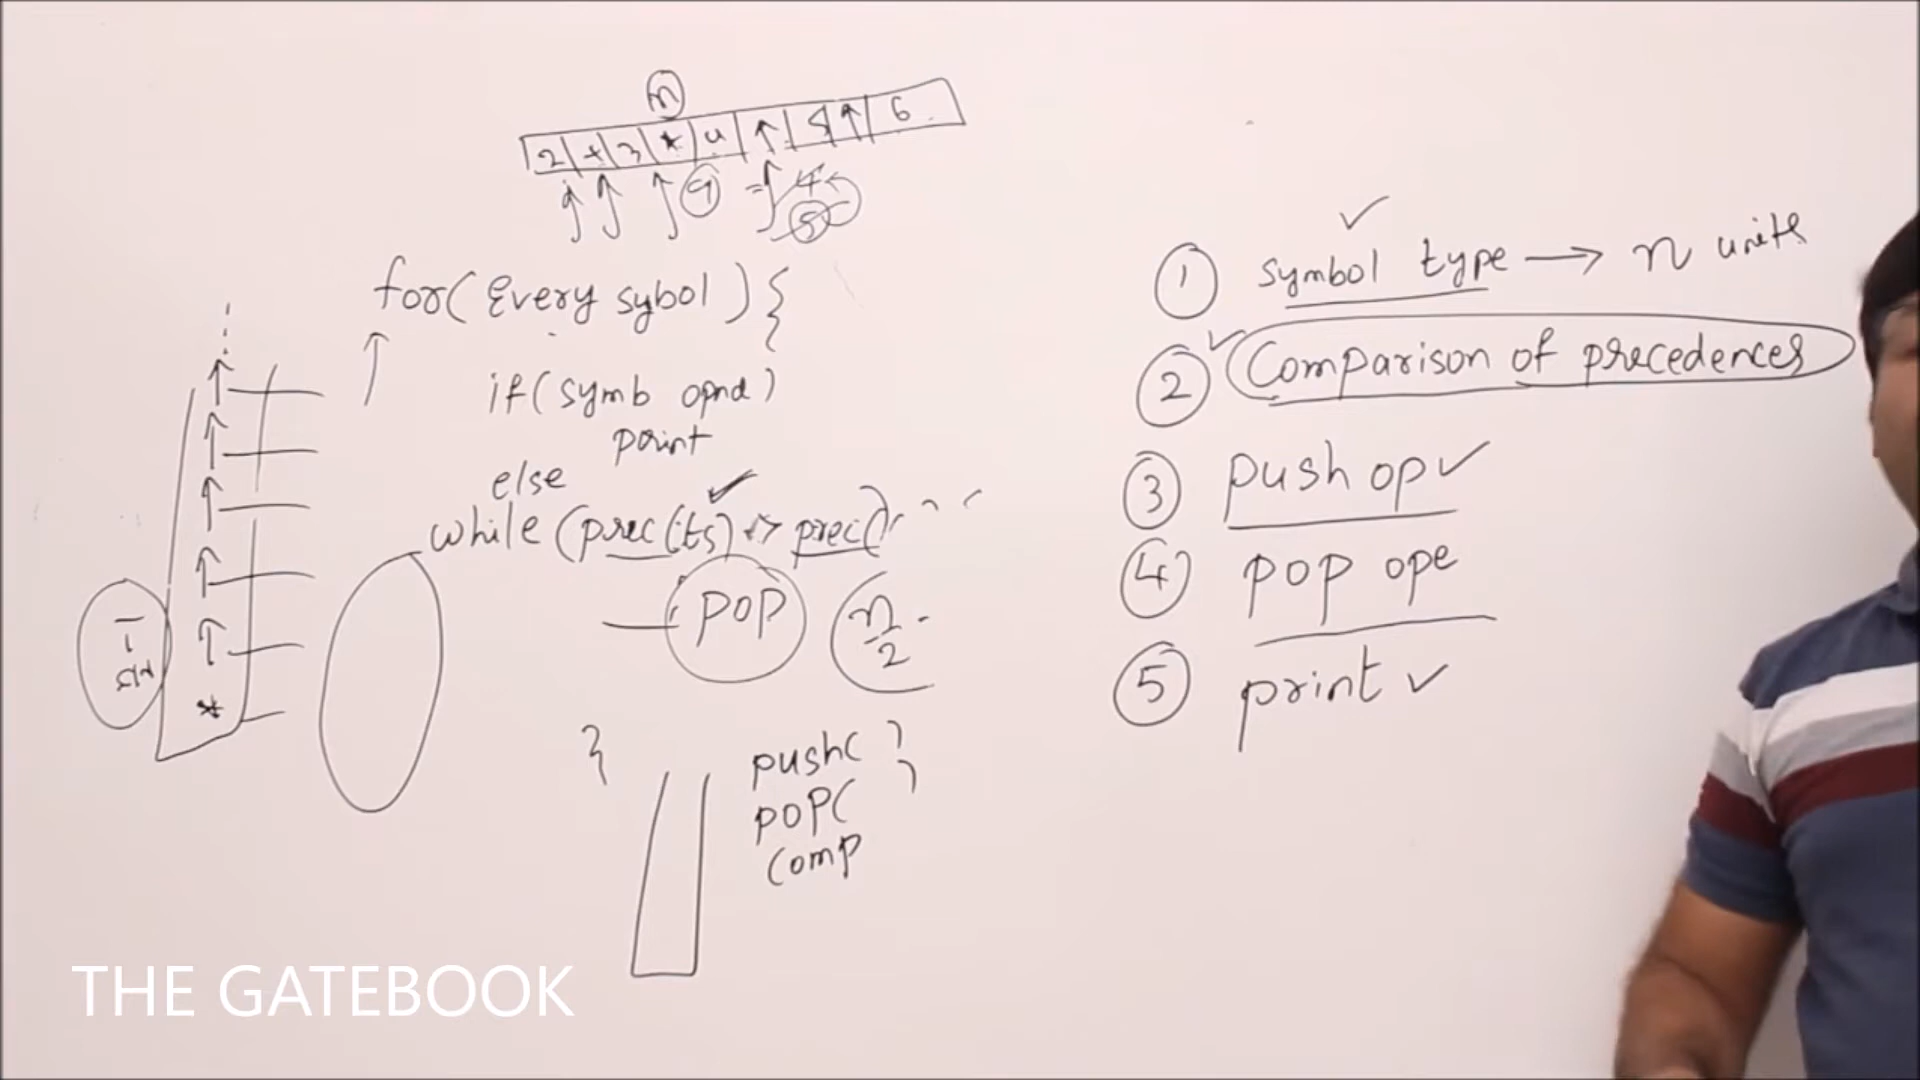 n
2 + 3 * 4 ↑ 5 ↑ 6
for( Every sybol ) {
if( symb opnd )
print
else
while (prec(ts) <> prec()
pop n/2
}
push( )
pop( )
comp
*
① symbol type → n units
② Comparison of precedences
③ push op ✓
④ pop ope
⑤ print ✓
THE GATEBOOK